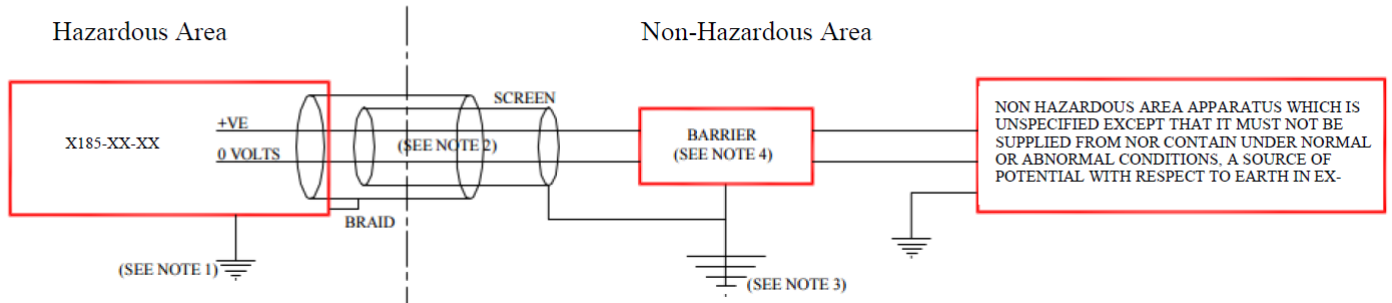 Hazardous Area
Non-Hazardous Area
X185-XX-XX
+VE
0 VOLTS
BRAID
(SEE NOTE 1)
SCREEN
(SEE NOTE 2)
BARRIER
(SEE NOTE 4)
(SEE NOTE 3)
NON HAZARDOUS AREA APPARATUS WHICH IS
UNSPECIFIED EXCEPT THAT IT MUST NOT BE
SUPPLIED FROM NOR CONTAIN UNDER NORMAL
OR ABNORMAL CONDITIONS, A SOURCE OF
POTENTIAL WITH RESPECT TO EARTH IN EX-